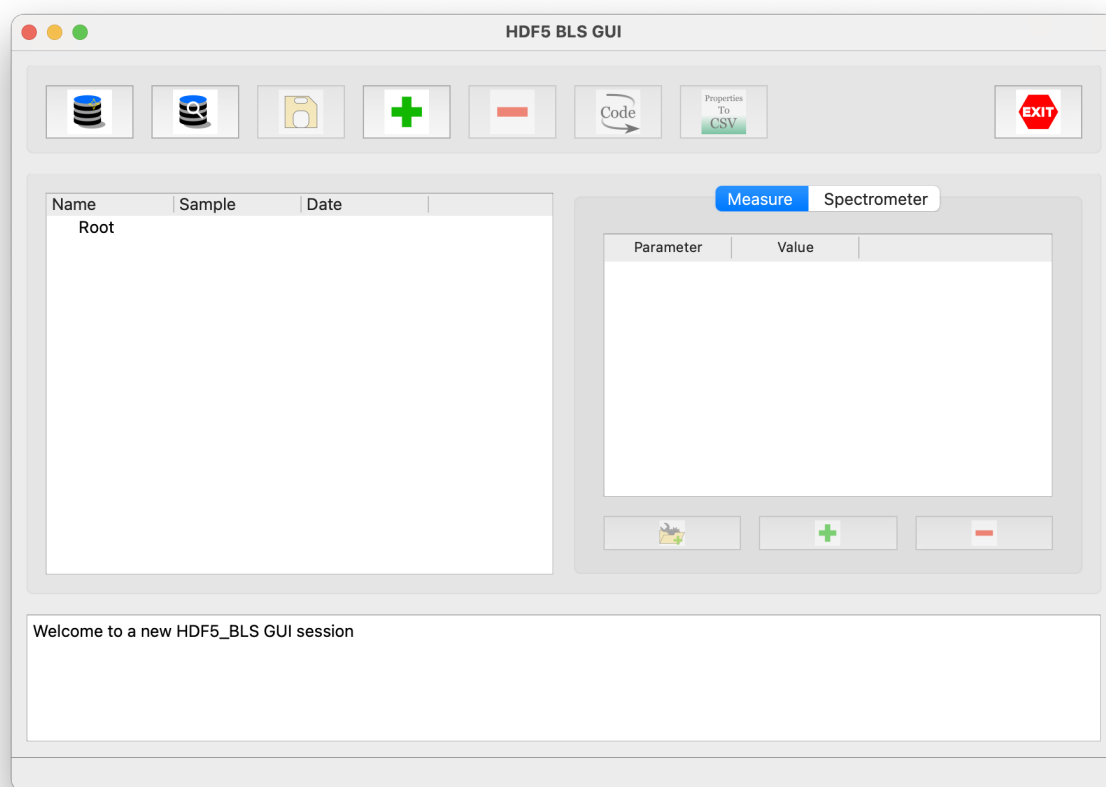 HDF5 BLS GUI
Code
Properties
To
CSV
EXIT
Name Sample Date
Root
Measure Spectrometer
Parameter Value
Welcome to a new HDF5_BLS GUI session